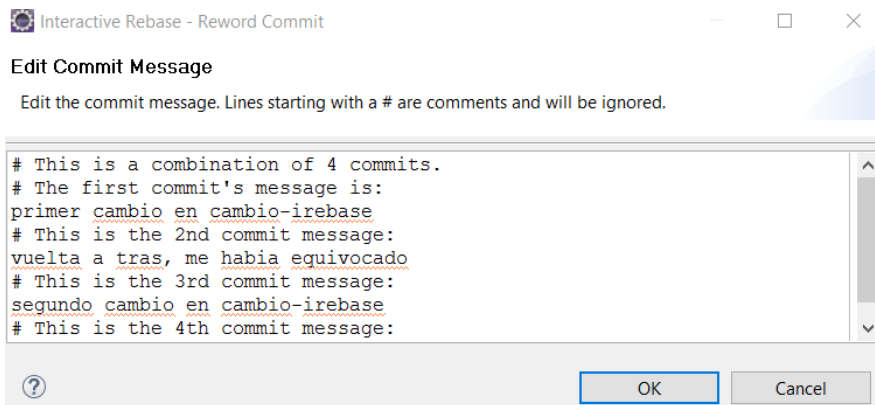 Interactive Rebase - Reword Commit
Edit Commit Message
Edit the commit message. Lines starting with a # are comments and will be ignored.
# This is a combination of 4 commits.
# The first commit's message is:
primer cambio en cambio-irebase
# This is the 2nd commit message:
vuelta a tras, me habia equivocado
# This is the 3rd commit message:
segundo cambio en cambio-irebase
# This is the 4th commit message:
?
OK
Cancel